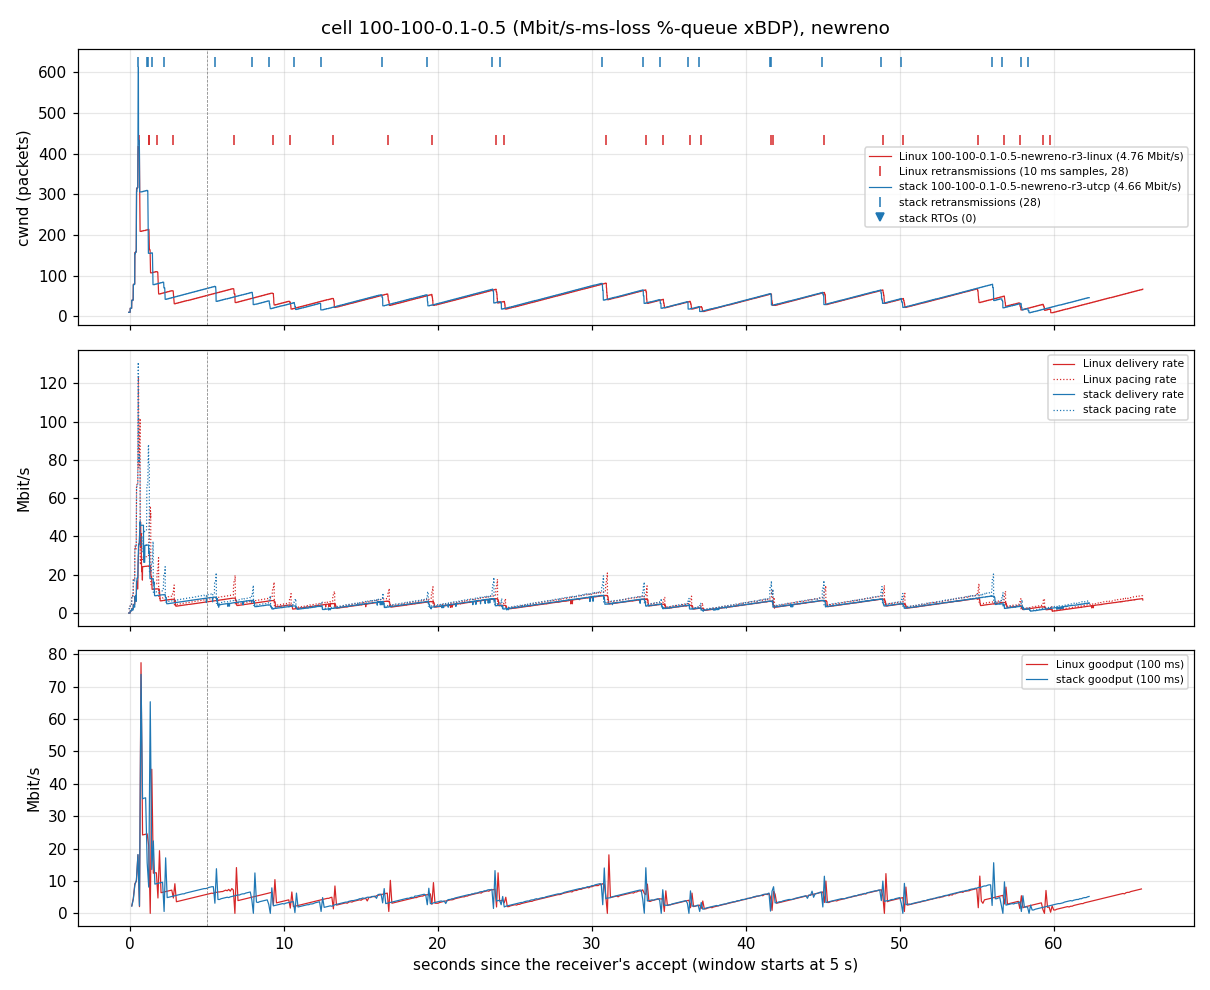 cell 100-100-0.1-0.5 (Mbit/s-ms-loss %-queue xBDP), newreno
cwnd (packets)
600
500
400
300
200
100
0
Linux 100-100-0.1-0.5-newreno-r3-linux (4.76 Mbit/s)
Linux retransmissions (10 ms samples, 28)
stack 100-100-0.1-0.5-newreno-r3-utcp (4.66 Mbit/s)
stack retransmissions (28)
stack RTOs (0)
Mbit/s
120
100
80
60
40
20
0
Linux delivery rate
Linux pacing rate
stack delivery rate
stack pacing rate
Mbit/s
80
70
60
50
40
30
20
10
0
Linux goodput (100 ms)
stack goodput (100 ms)
0 10 20 30 40 50 60
seconds since the receiver's accept (window starts at 5 s)